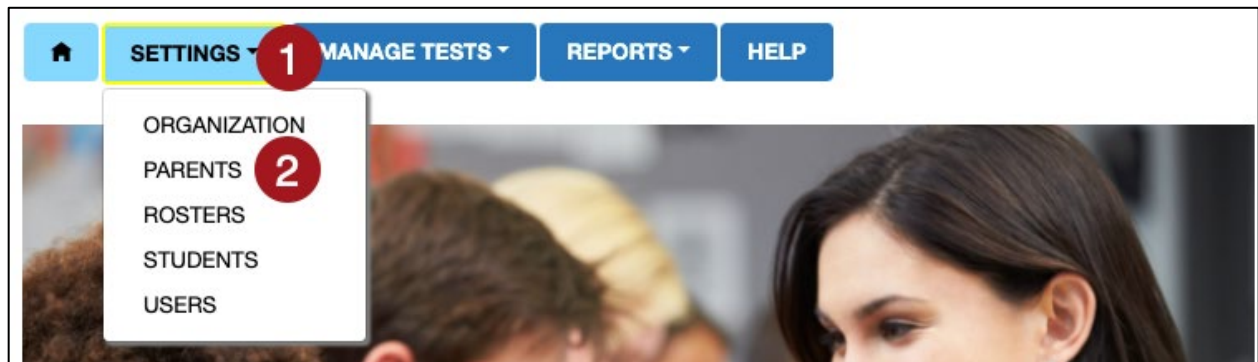 SETTINGS 1 MANAGE TESTS REPORTS HELP
ORGANIZATION
PARENTS 2
ROSTERS
STUDENTS
USERS